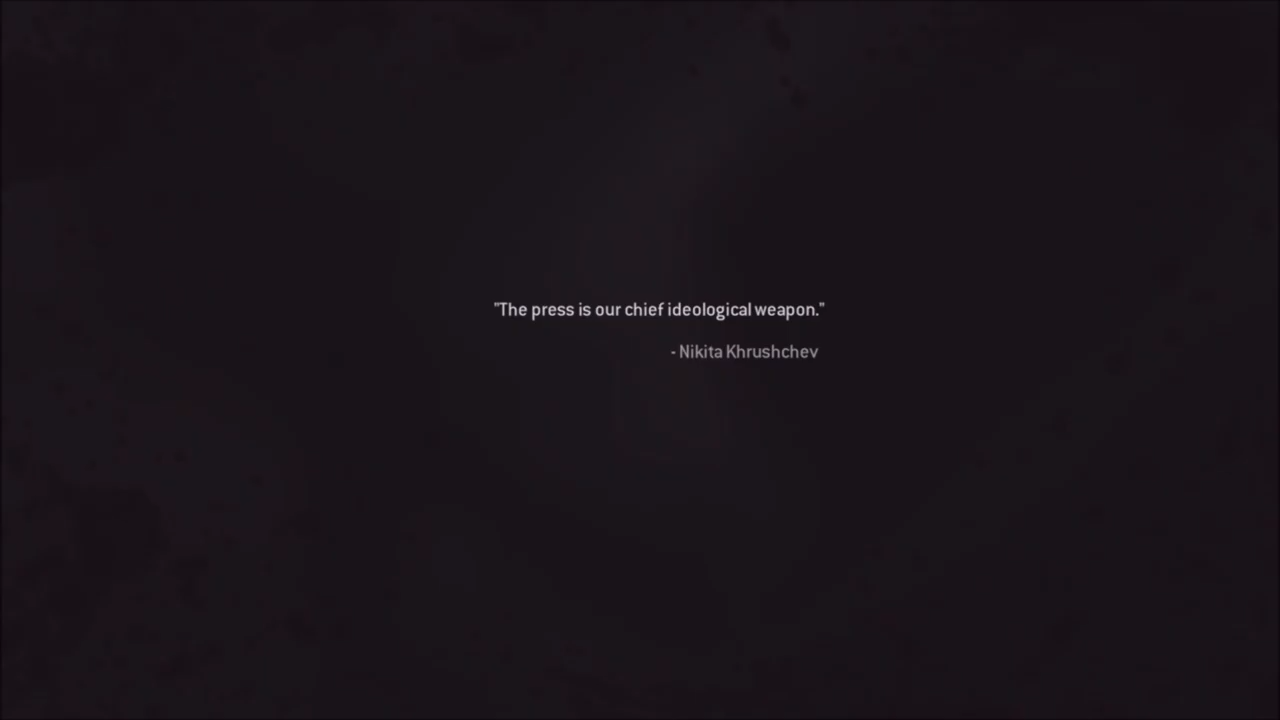 "The press is our chief ideological weapon."
- Nikita Khrushchev